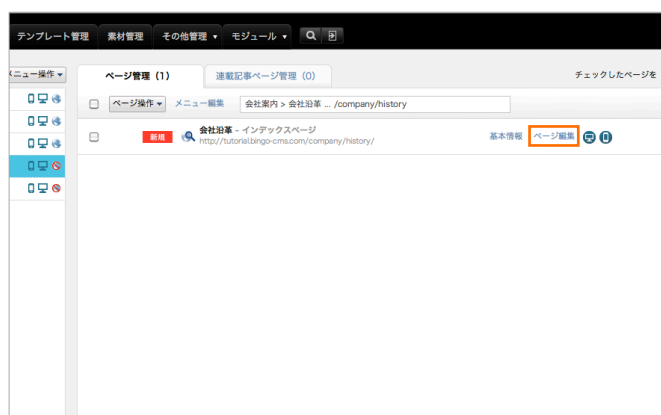 テンプレート管理 素材管理 その他管理 ▼ モジュール ▼
メニュー操作 ▼ ページ管理（1） 連載記事ページ管理（0） チェックしたページを
ページ操作 ▼ メニュー編集 会社案内 > 会社沿革 ... /company/history
新規 会社沿革 - インデックスページ 基本情報 ページ編集
http://tutorial.bingo-cms.com/company/history/